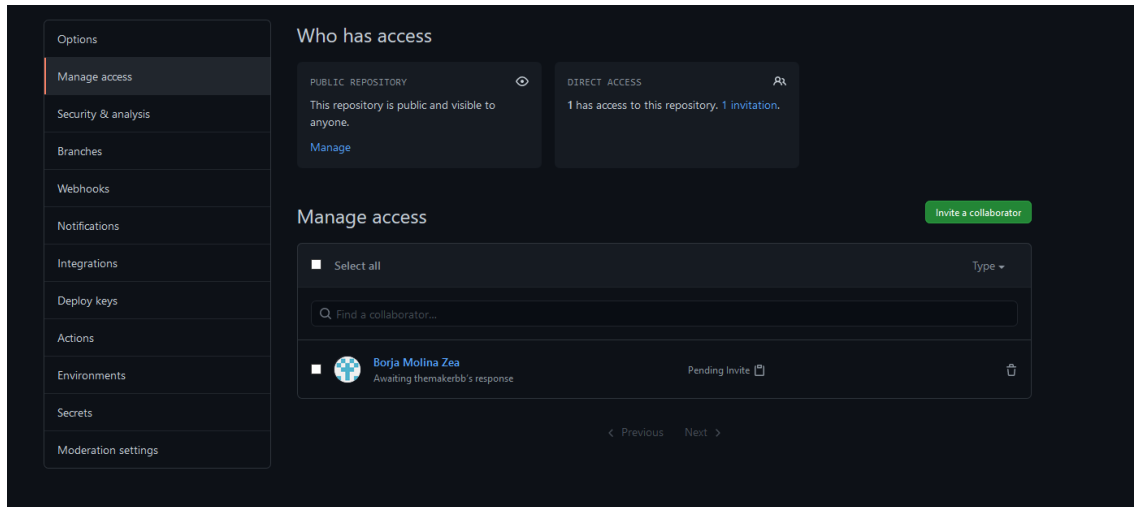 Options
Manage access
Security & analysis
Branches
Webhooks
Notifications
Integrations
Deploy keys
Actions
Environments
Secrets
Moderation settings
Who has access
PUBLIC REPOSITORY
This repository is public and visible to
anyone.
Manage
DIRECT ACCESS
1 has access to this repository. 1 invitation.
Manage access
Invite a collaborator
Select all
Type
Find a collaborator...
Borja Molina Zea
Awaiting themakerbb's response
Pending Invite
Previous Next